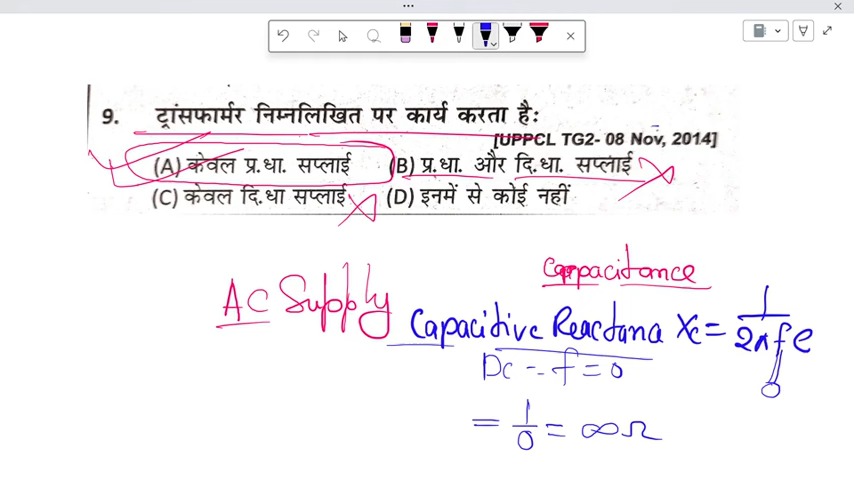 9. ट्रांसफार्मर निम्नलिखित पर कार्य करता है:
[UPPCL TG2- 08 Nov, 2014]
(A) केवल प्र.धा. सप्लाई (B) प्र.धा. और दि.धा. सप्लाई
(C) केवल दि.धा सप्लाई (D) इनमें से कोई नहीं
Capacitance
AC Supply
Capacitive Reactana Xc = 1/2πfc
Dc -- f = 0
= 1/0 = ∞Ω